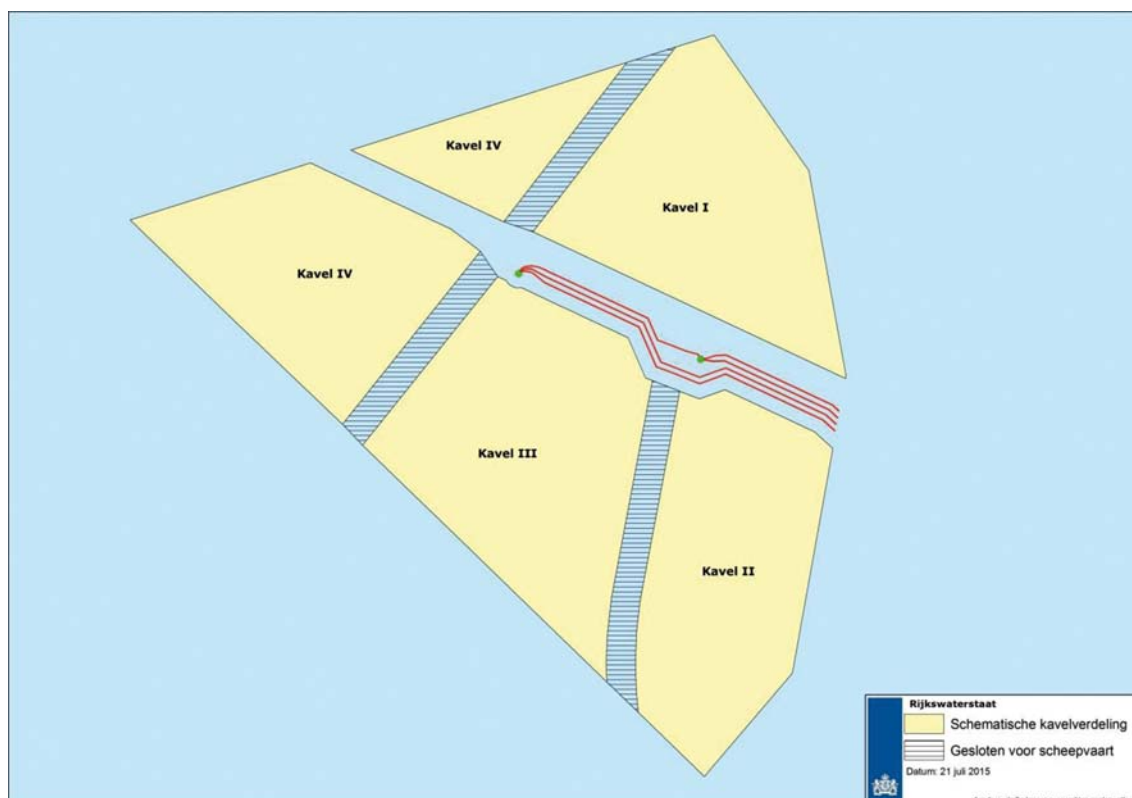 Kavel IV
Kavel I
Kavel IV
Kavel III
Kavel II
Rijkswaterstaat
Schematische kavelverdeling
Gesloten voor scheepvaart
Datum: 21 juli 2015